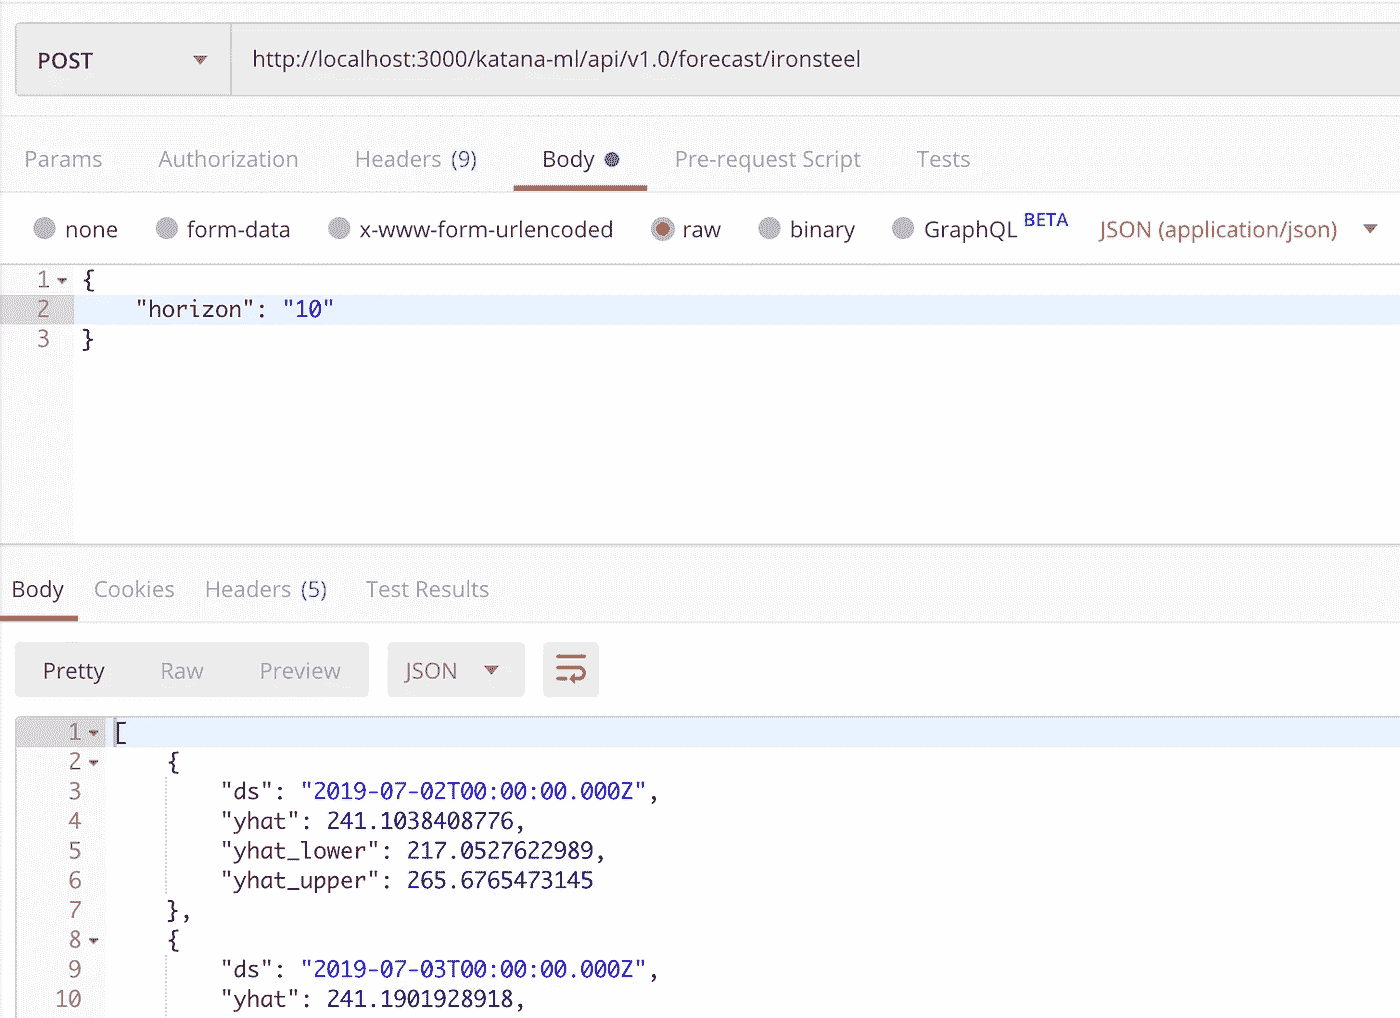 POST http://localhost:3000/katana-ml/api/v1.0/forecast/ironsteel
Params Authorization Headers (9) Body Pre-request Script Tests
none form-data x-www-form-urlencoded raw binary GraphQL BETA JSON (application/json)
1 {
2 "horizon": "10"
3 }
Body Cookies Headers (5) Test Results
Pretty Raw Preview JSON
1 [
2 {
3 "ds": "2019-07-02T00:00:00.000Z",
4 "yhat": 241.1038408776,
5 "yhat_lower": 217.0527622989,
6 "yhat_upper": 265.6765473145
7 },
8 {
9 "ds": "2019-07-03T00:00:00.000Z",
10 "yhat": 241.1901928918,